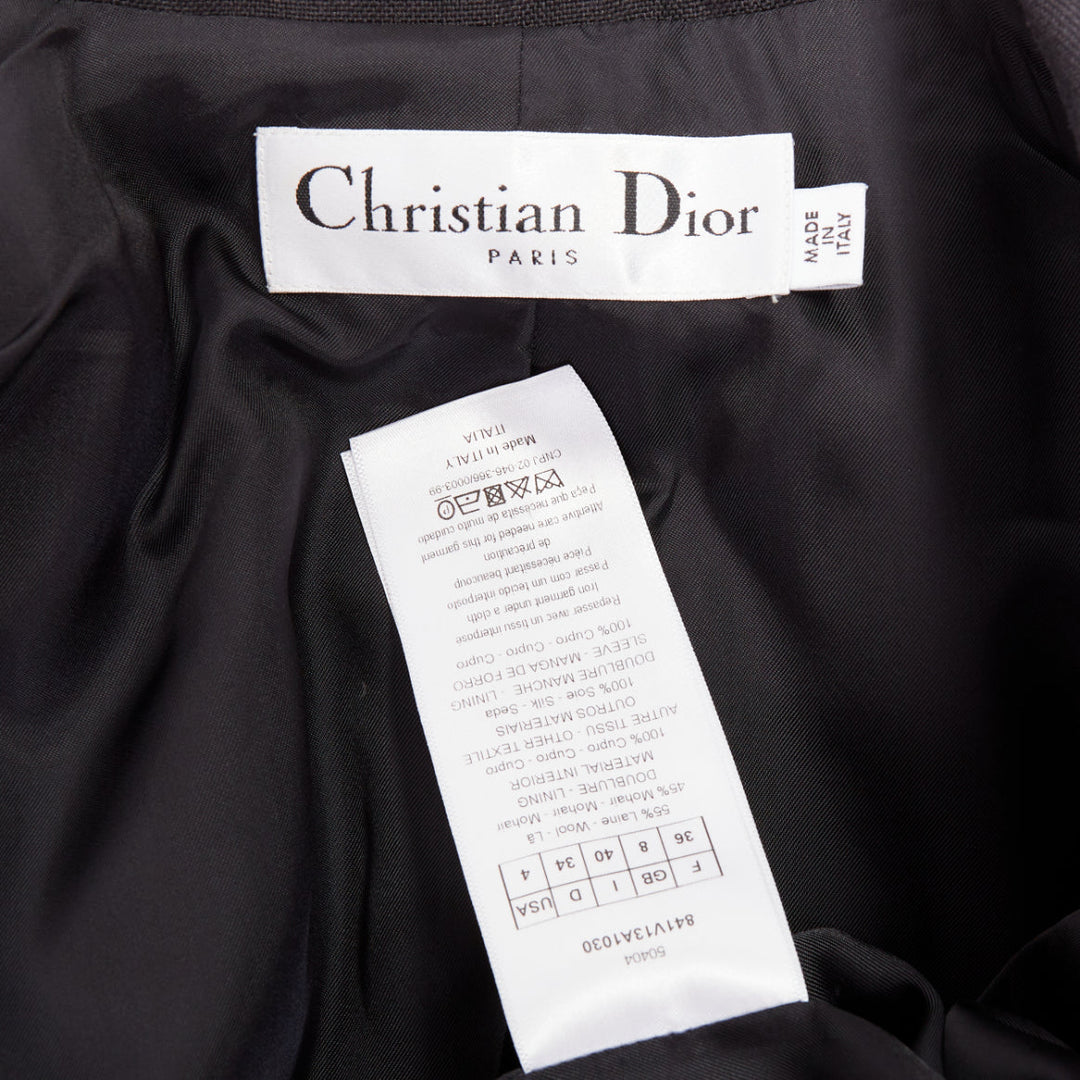 Christian Dior
PARIS
MADE
IN
ITALY
50404
841V13A1030
F GB I D USA
36 8 40 34 4
55% Laine - Wool - Lã
45% Mohair - Mohair - Mohair
DOUBLURE - LINING
MATERIAL INTERIOR
100% Cupro - Cupro - Cupro
AUTRE TISSU - OTHER TEXTILE
OUTROS MATERIAIS
100% Soie - Silk - Seda
DOUBLURE MANCHE - LINING
SLEEVE - MANGA DE FORRO
100% Cupro - Cupro - Cupro
Repasser avec un tissu interpose
Iron garment under a cloth
Passar com um tecido interposto
Pièce nécessitant beaucoup
de précaution
Attentive care needed for this garment
Peça que necessita de muito cuidado
P
CNPJ 02.046-366/0003-99
Made in ITALY
ITALIA